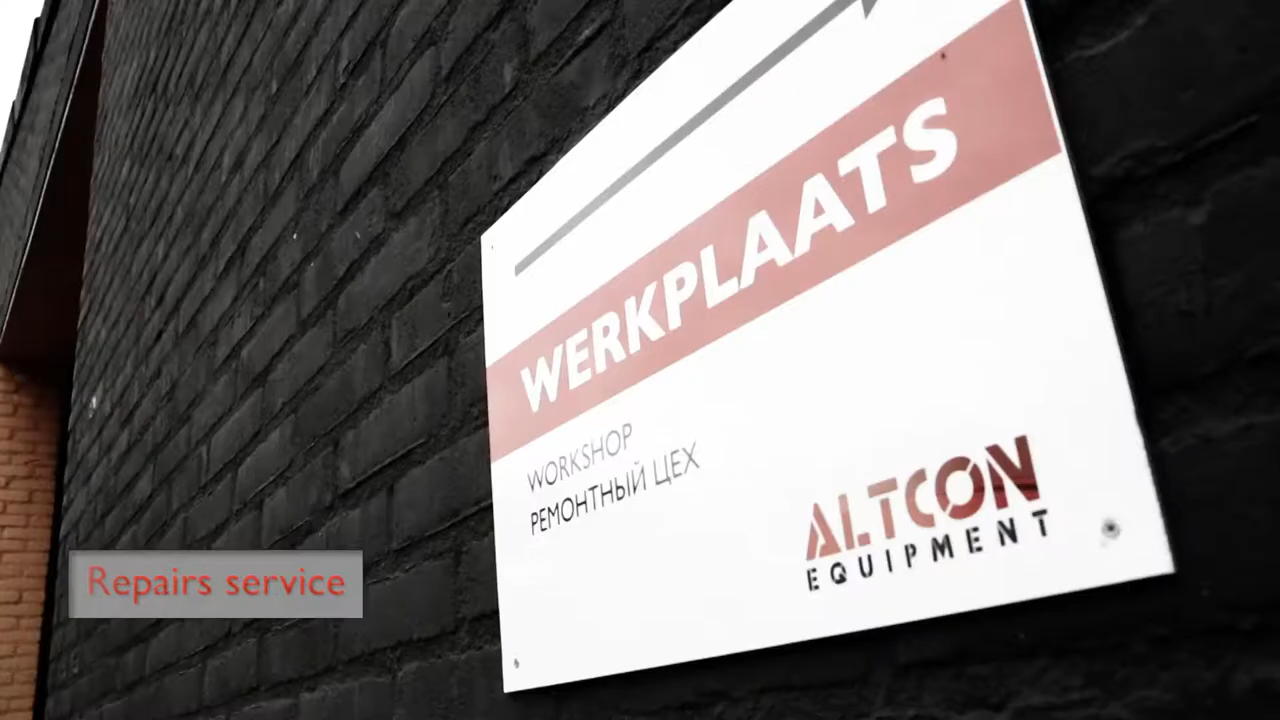 WERKPLAATS
WORKSHOP
РЕМОНТНЫЙ ЦЕХ
ALTCON
EQUIPMENT
Repairs service